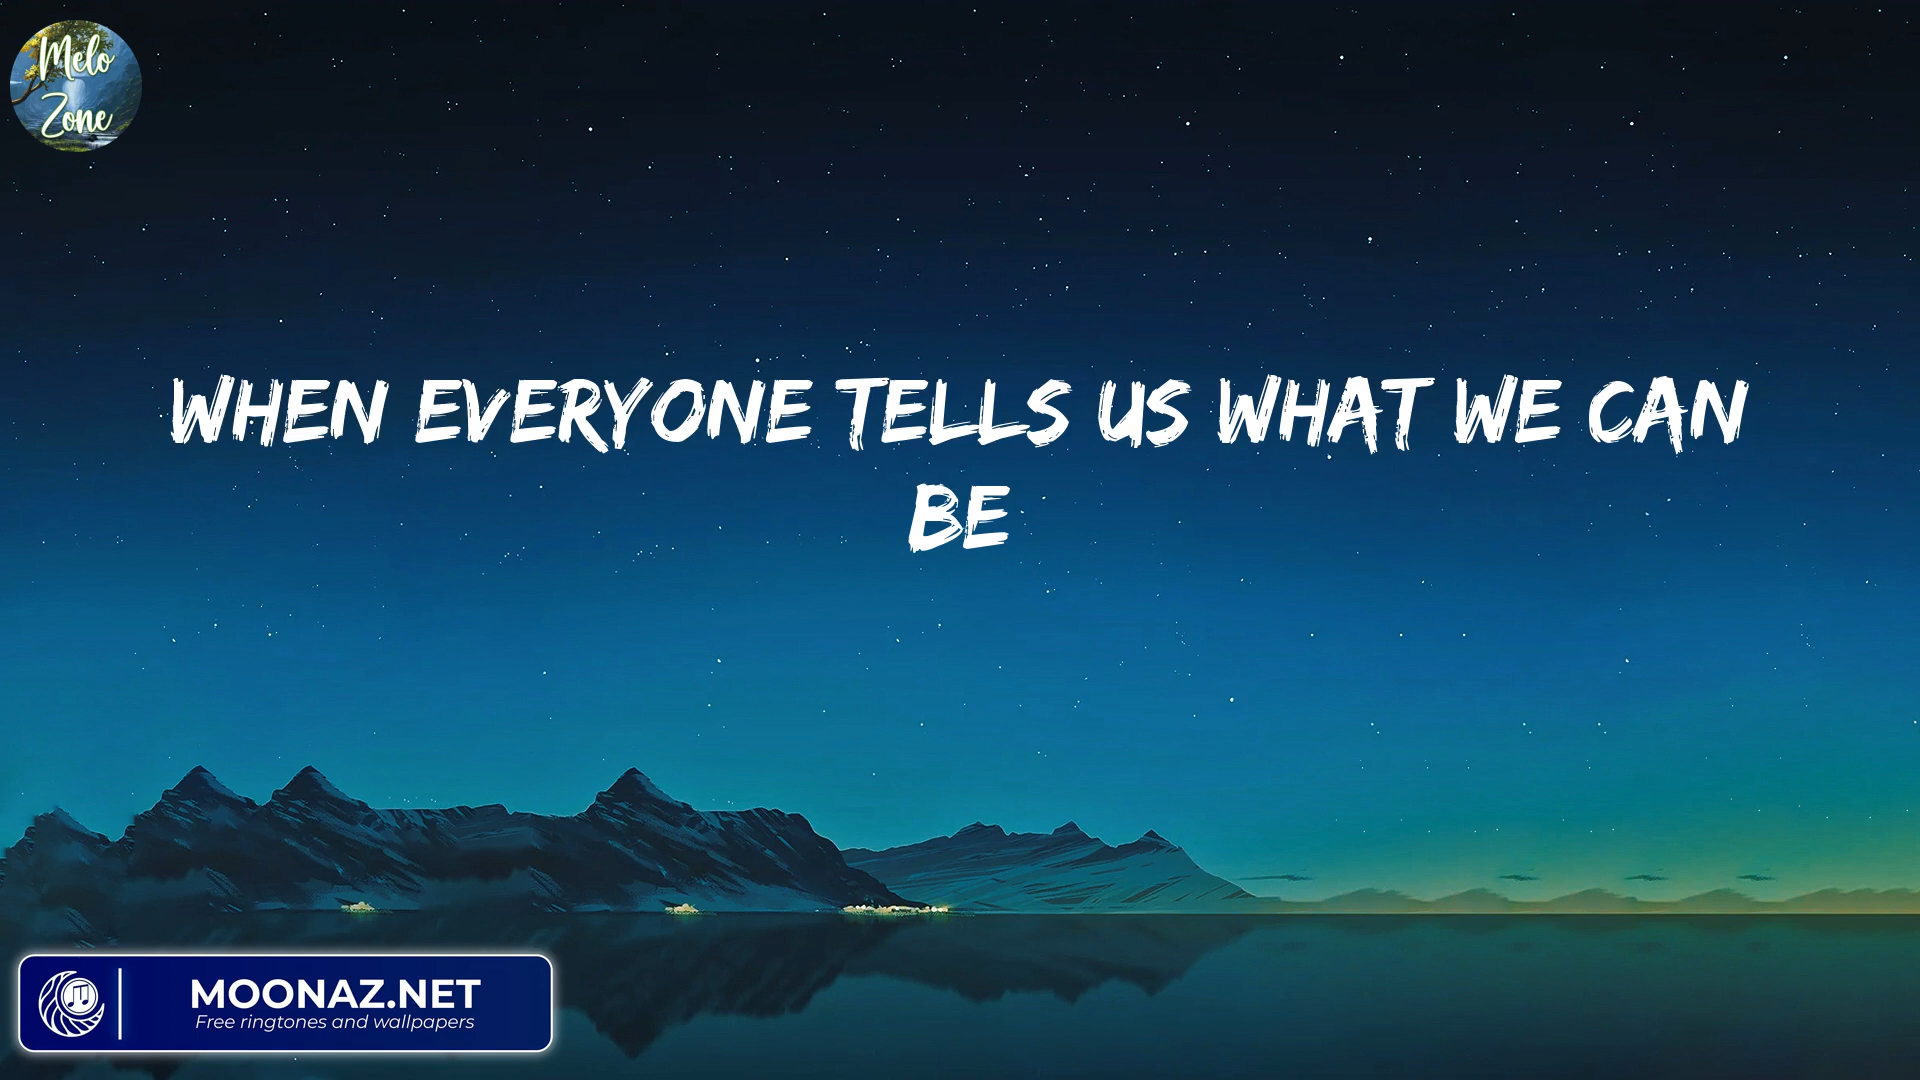 Melo
Zone
WHEN EVERYONE TELLS US WHAT WE CAN
BE
MOONAZ.NET
Free ringtones and wallpapers